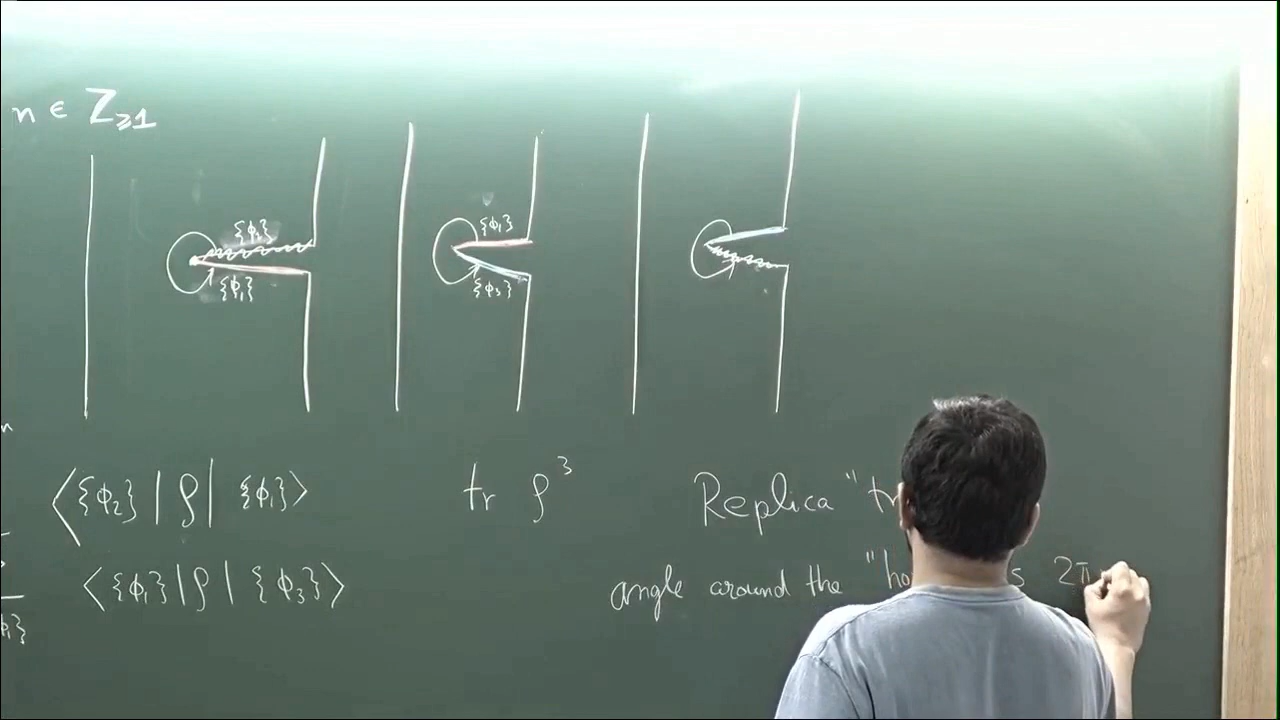 n ∈ Z≥1
{ϕ₂}
{ϕ₁}
{ϕ₁}
{ϕ₃}
⟨{ϕ₂}|ρ|{ϕ₁}⟩
tr ρ³
⟨{ϕ₁}|ρ|{ϕ₃}⟩
Replica "tr
angle around the "ho s 2π